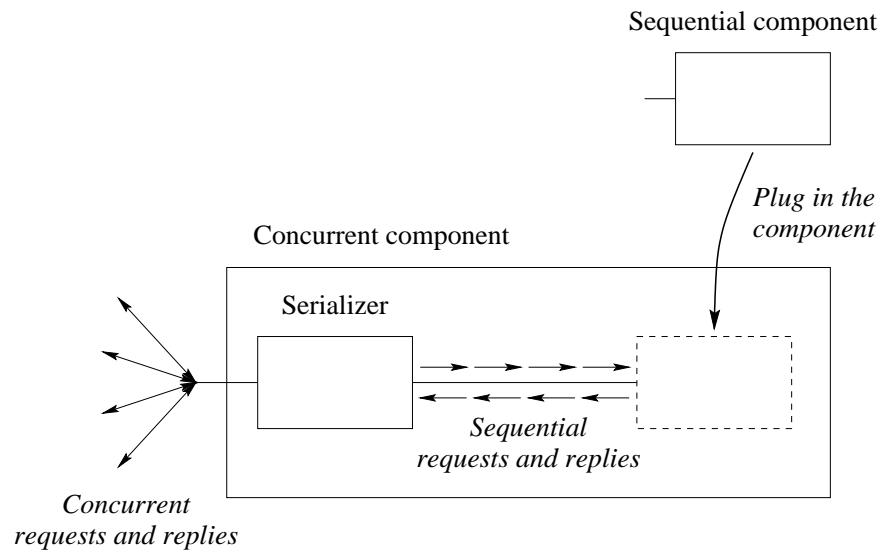 Sequential component
Plug in the
component
Concurrent component
Serializer
Sequential
requests and replies
Concurrent
requests and replies